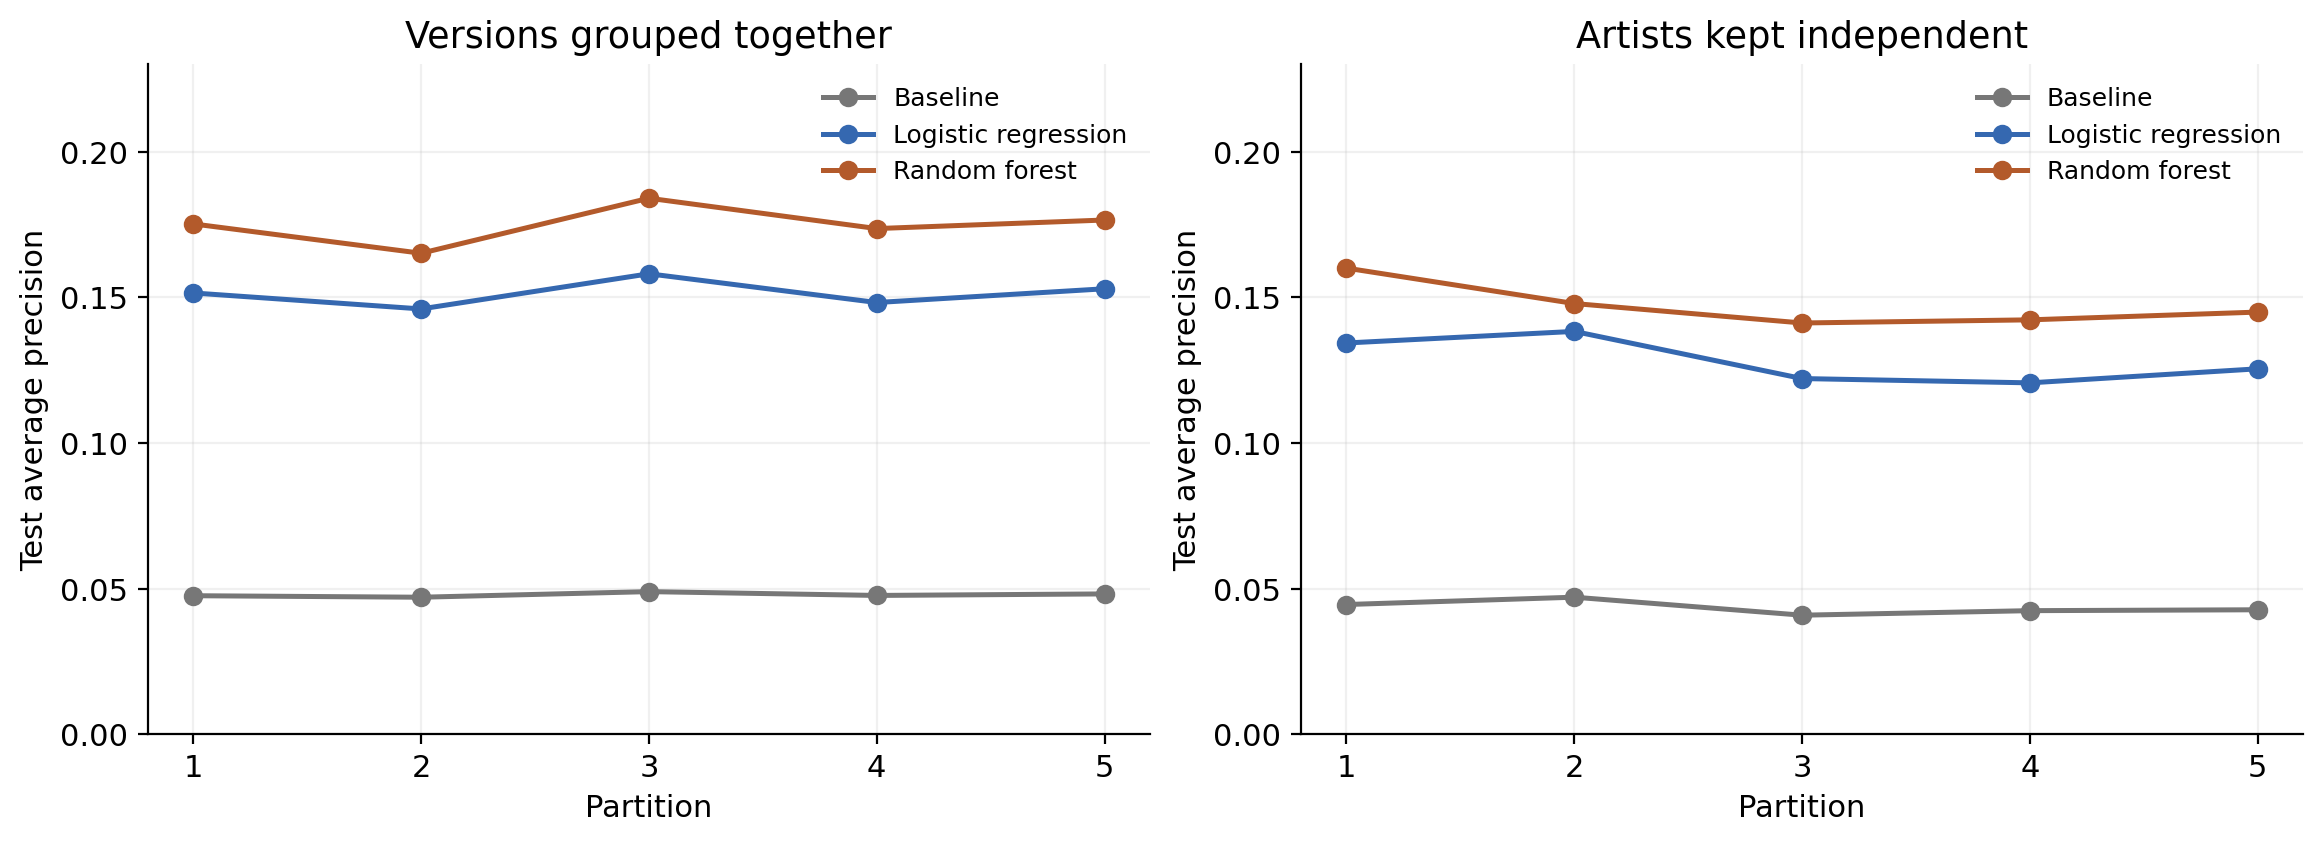 Versions grouped together
Baseline
Logistic regression
Random forest
0.20
0.15
0.10
0.05
0.00
Test average precision
1 2 3 4 5
Partition
Artists kept independent
Baseline
Logistic regression
Random forest
0.20
0.15
0.10
0.05
0.00
Test average precision
1 2 3 4 5
Partition